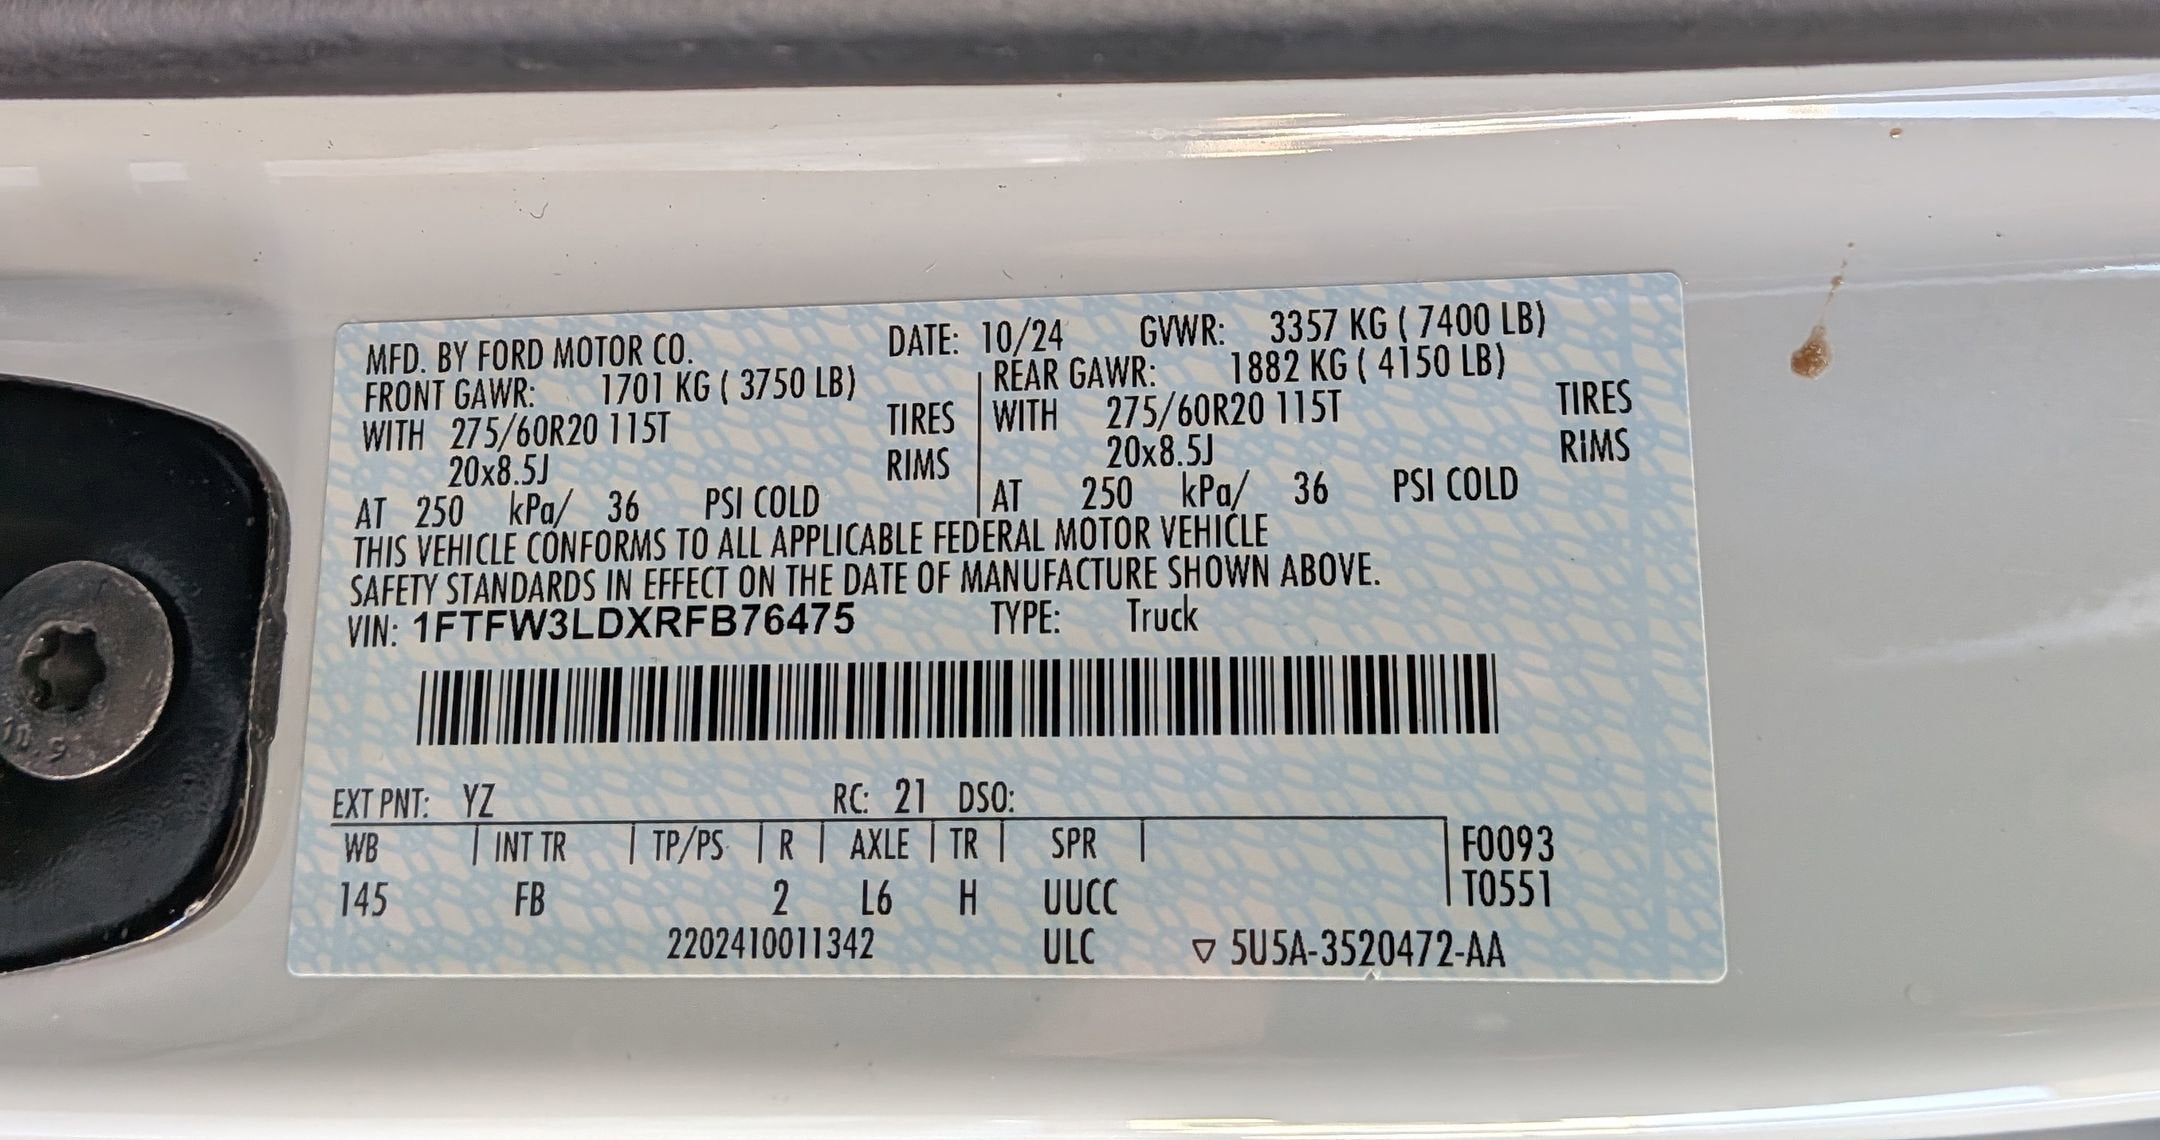 MFD. BY FORD MOTOR CO. DATE: 10/24 GVWR: 3357 KG ( 7400 LB)
FRONT GAWR: 1701 KG ( 3750 LB) REAR GAWR: 1882 KG ( 4150 LB)
WITH 275/60R20 115T TIRES WITH 275/60R20 115T TIRES
20x8.5J RIMS 20x8.5J RIMS
AT 250 kPa/ 36 PSI COLD AT 250 kPa/ 36 PSI COLD
THIS VEHICLE CONFORMS TO ALL APPLICABLE FEDERAL MOTOR VEHICLE
SAFETY STANDARDS IN EFFECT ON THE DATE OF MANUFACTURE SHOWN ABOVE.
VIN: 1FTFW3LDXRFB76475 TYPE: Truck
EXT PNT: YZ RC: 21 DSO:
WB INT TR TP/PS R AXLE TR SPR F0093
145 FB 2 L6 H UUCC T0551
2202410011342 ULC ▽ 5U5A-3520472-AA
10.9